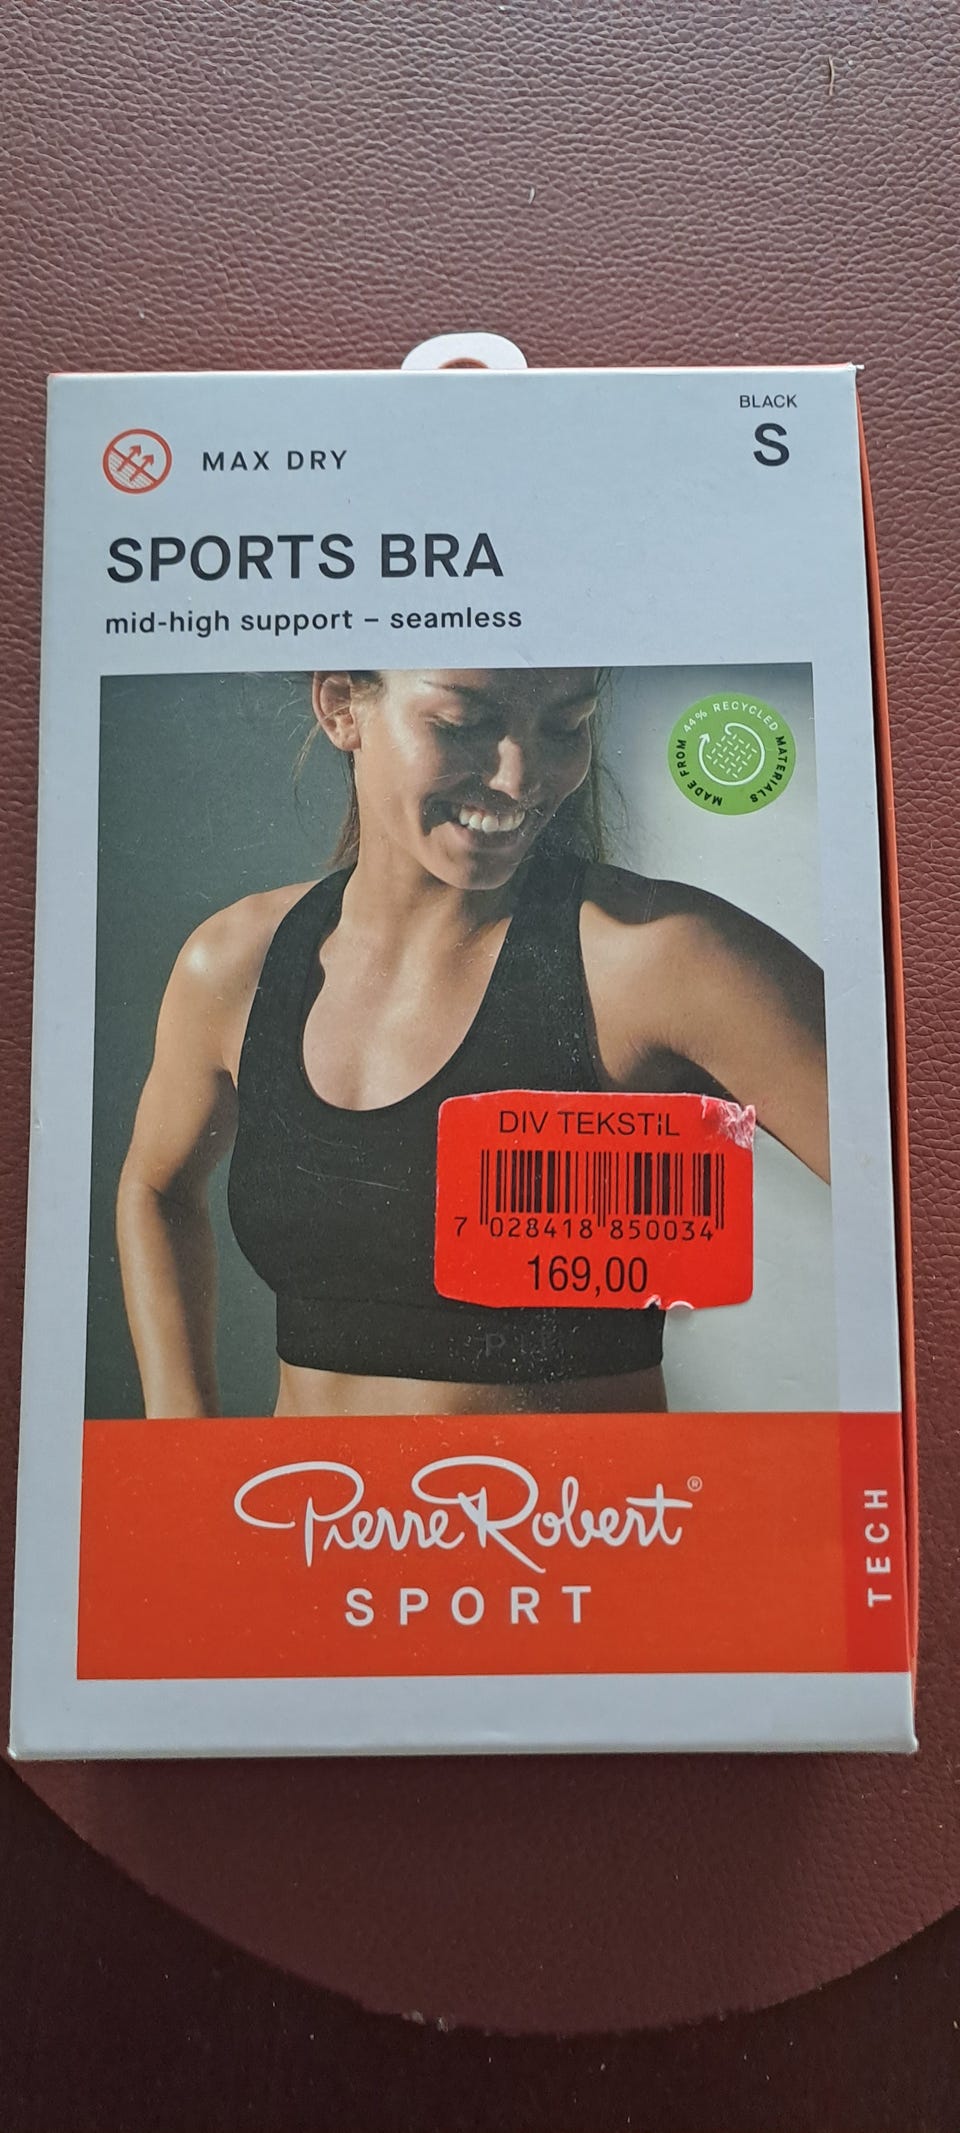 BLACK
S
MAX DRY
SPORTS BRA
mid-high support – seamless
MADE FROM 44% RECYCLED MATERIALS
DIV TEKSTIL
7 028418 850034
169,00
Pierre Robert®
SPORT
TECH